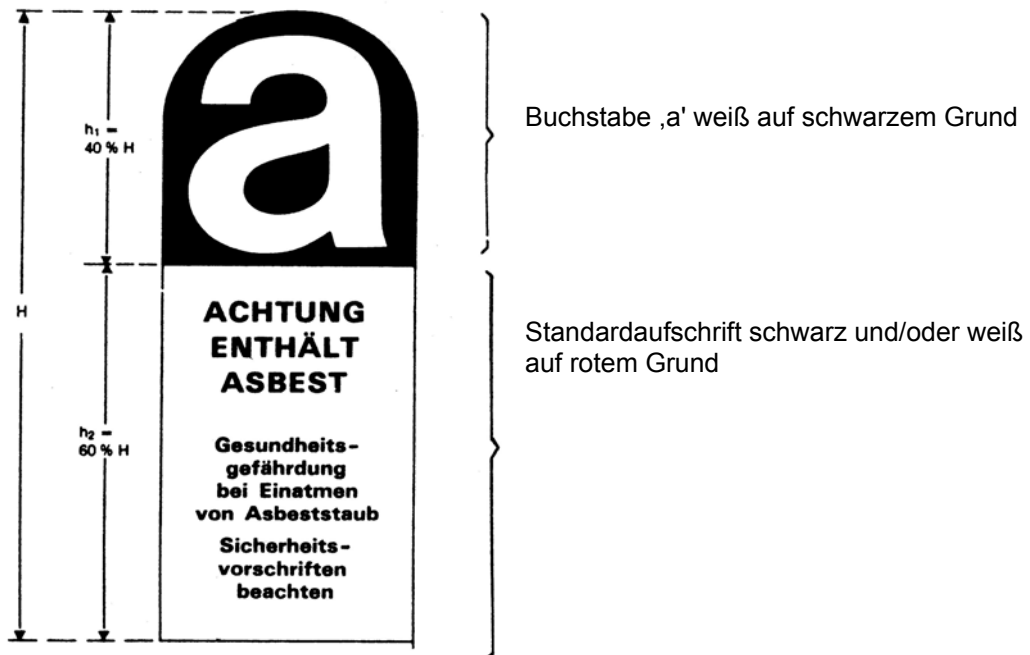 a
h₁ =
40 % H
Buchstabe ‚a' weiß auf schwarzem Grund
H
ACHTUNG
ENTHÄLT
ASBEST
Standardaufschrift schwarz und/oder weiß
auf rotem Grund
h₂ =
60 % H
Gesundheits-
gefährdung
bei Einatmen
von Asbeststaub
Sicherheits-
vorschriften
beachten